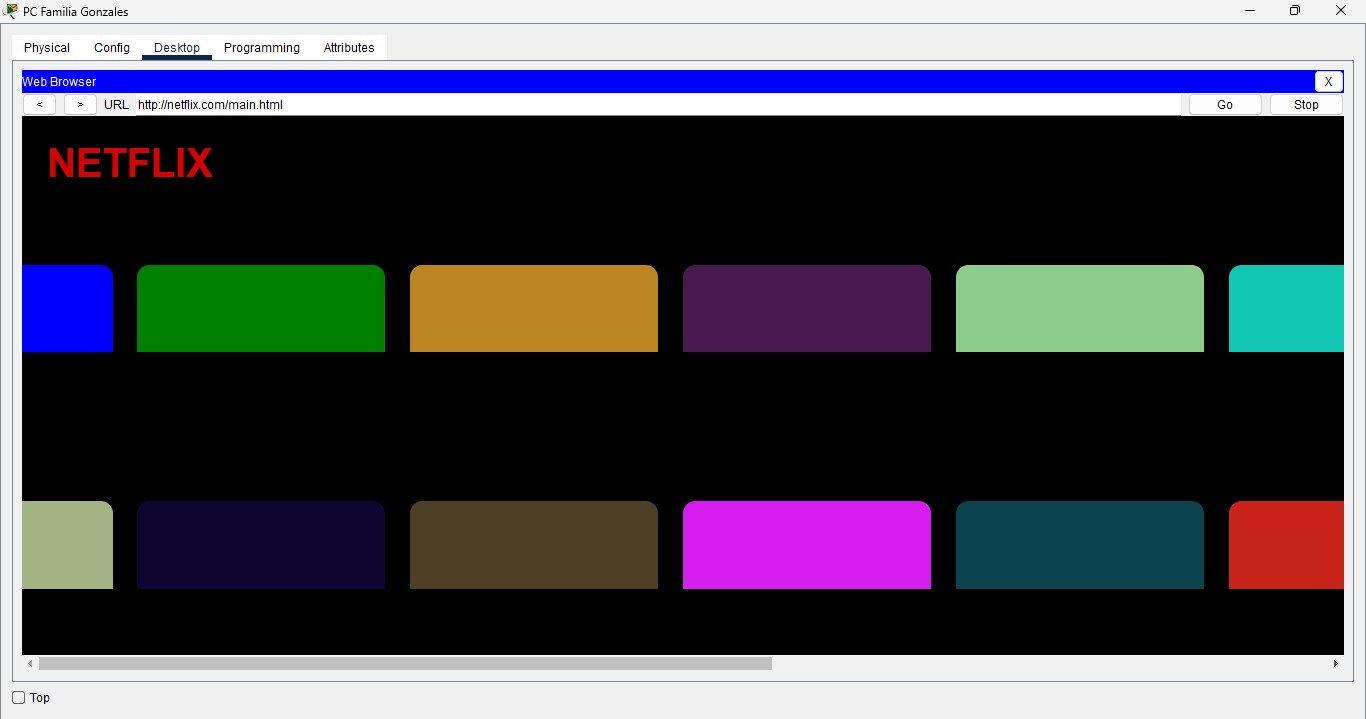 PC Familia Gonzales
Physical Config Desktop Programming Attributes
Web Browser X
< > URL http://netflix.com/main.html Go Stop
NETFLIX
Top